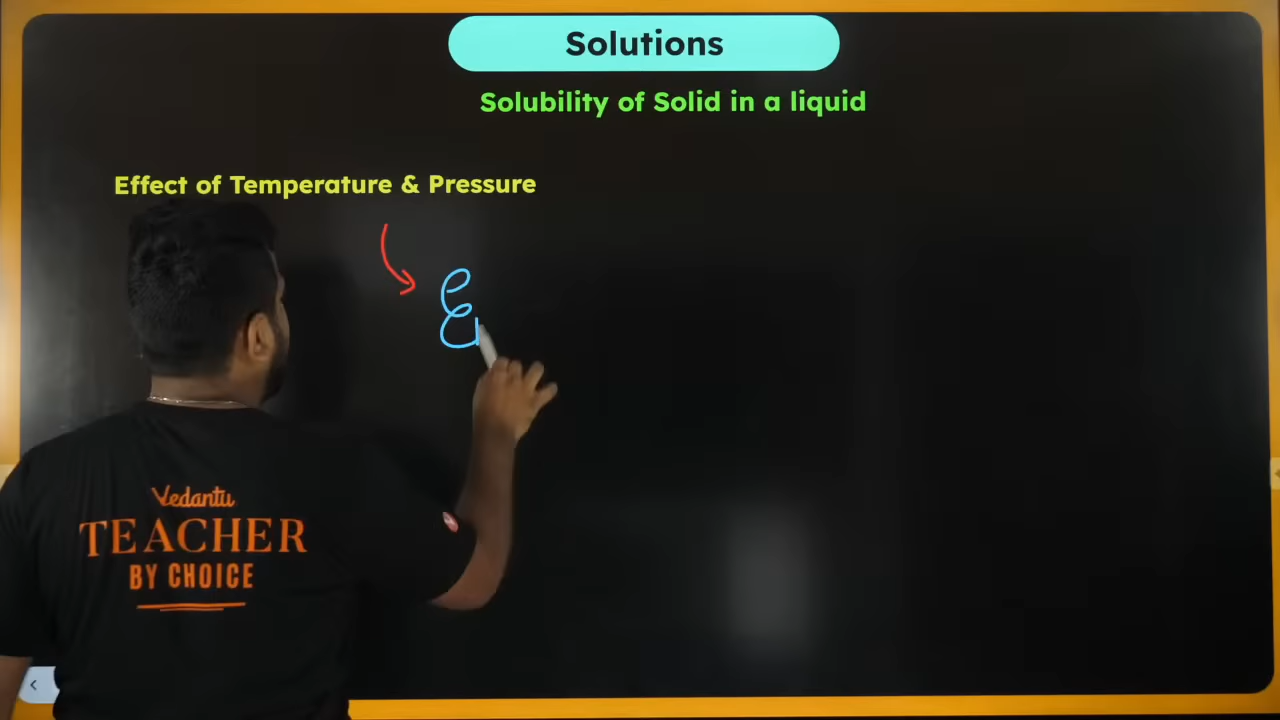 Solutions
Solubility of Solid in a liquid
Effect of Temperature & Pressure
Vedantu
TEACHER
BY CHOICE